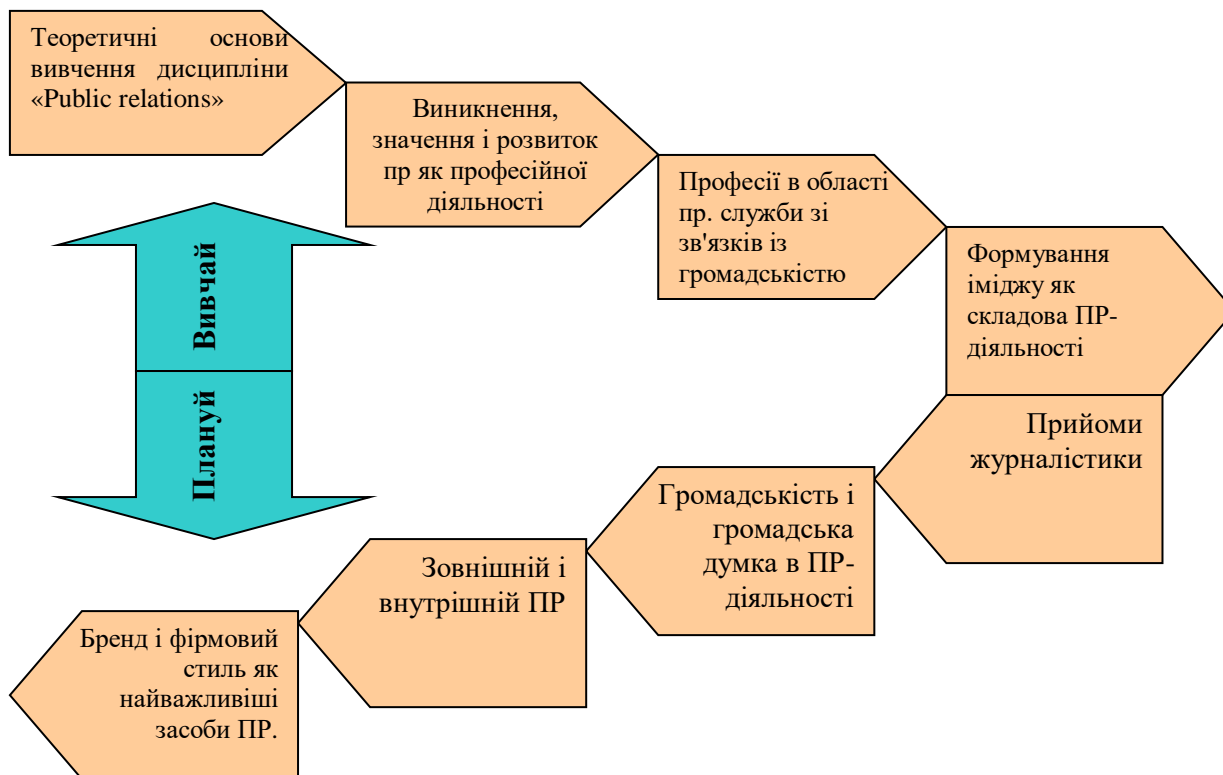 Теоретичні основи
вивчення дисципліни
«Public relations»
Виникнення,
значення і розвиток
пр як професійної
діяльності
Професії в області
пр. служби зі
зв'язків із
громадськістю
Формування
іміджу як
складова ПР-
діяльності
Прийоми
журналістики
Громадськість і
громадська
думка в ПР-
діяльності
Зовнішній і
внутрішній ПР
Бренд і фірмовий
стиль як
найважливіші
засоби ПР.
Вивчай
Плануй